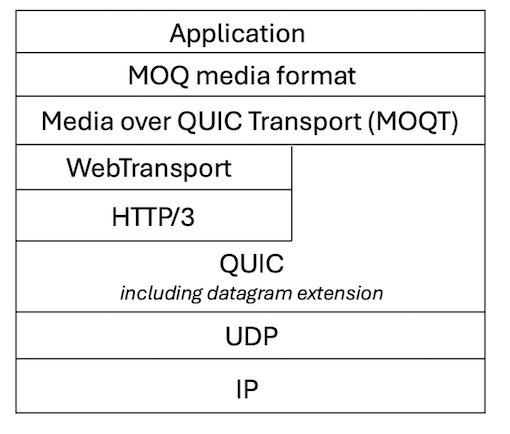 Application
MOQ media format
Media over QUIC Transport (MOQT)
WebTransport
HTTP/3
QUIC
including datagram extension
UDP
IP